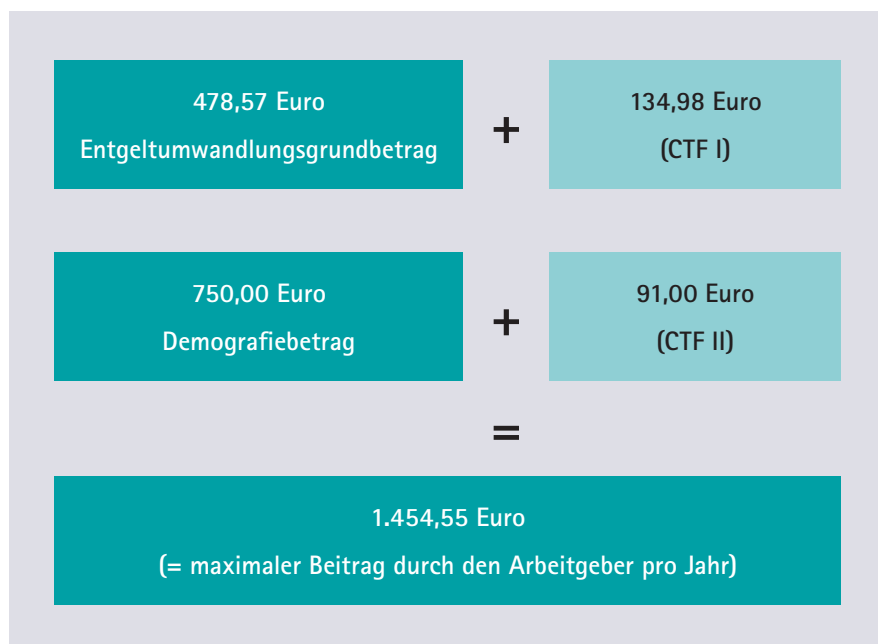 478,57 Euro
Entgeltumwandlungsgrundbetrag
+
134,98 Euro
(CTF I)
750,00 Euro
Demografiebetrag
+
91,00 Euro
(CTF II)
=
1.454,55 Euro
(= maximaler Beitrag durch den Arbeitgeber pro Jahr)